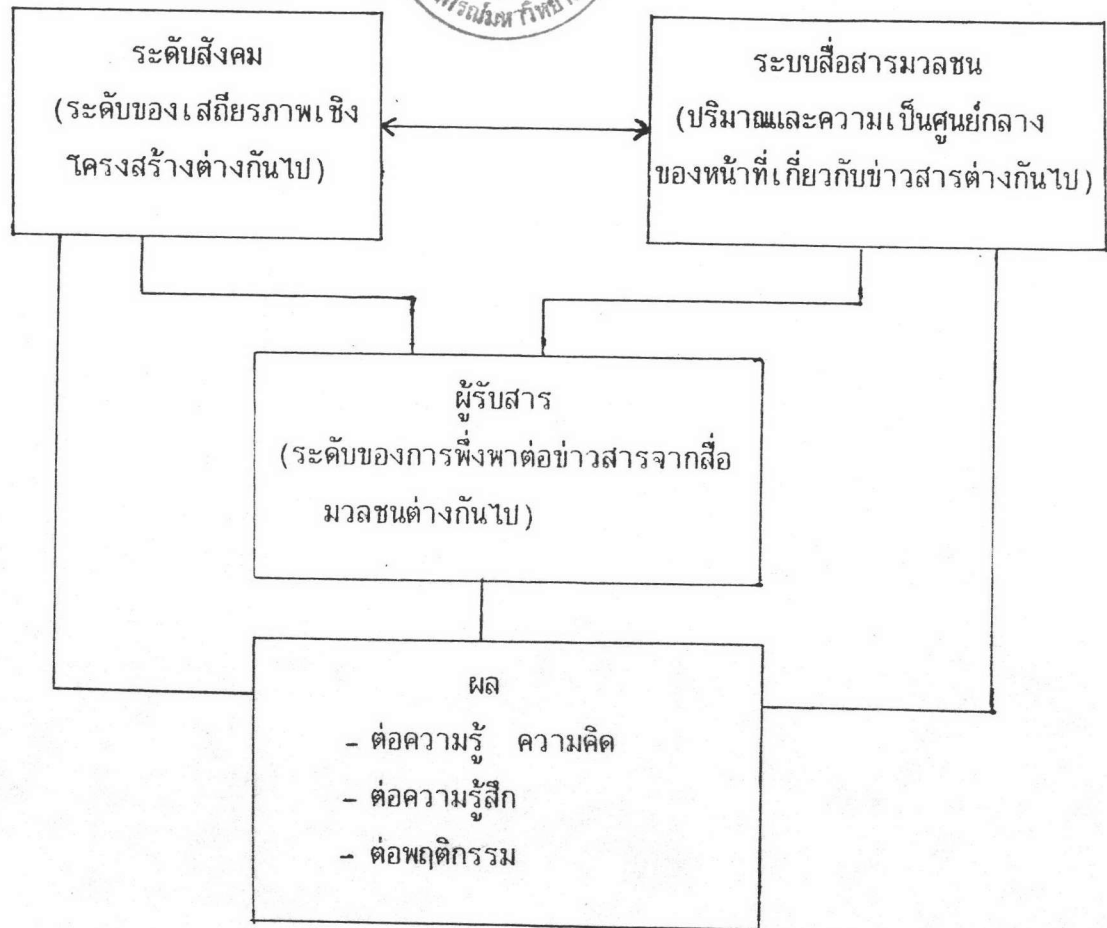 ระดับสังคม
(ระดับของเสถียรภาพเชิง
โครงสร้างต่างกันไป)
ระบบสื่อสารมวลชน
(ปริมาณและความเป็นศูนย์กลาง
ของหน้าที่เกี่ยวกับข่าวสารต่างกันไป)
ผู้รับสาร
(ระดับของการพึ่งพาต่อข่าวสารจากสื่อ
มวลชนต่างกันไป)
ผล
- ต่อความรู้ ความคิด
- ต่อความรู้สึก
- ต่อพฤติกรรม